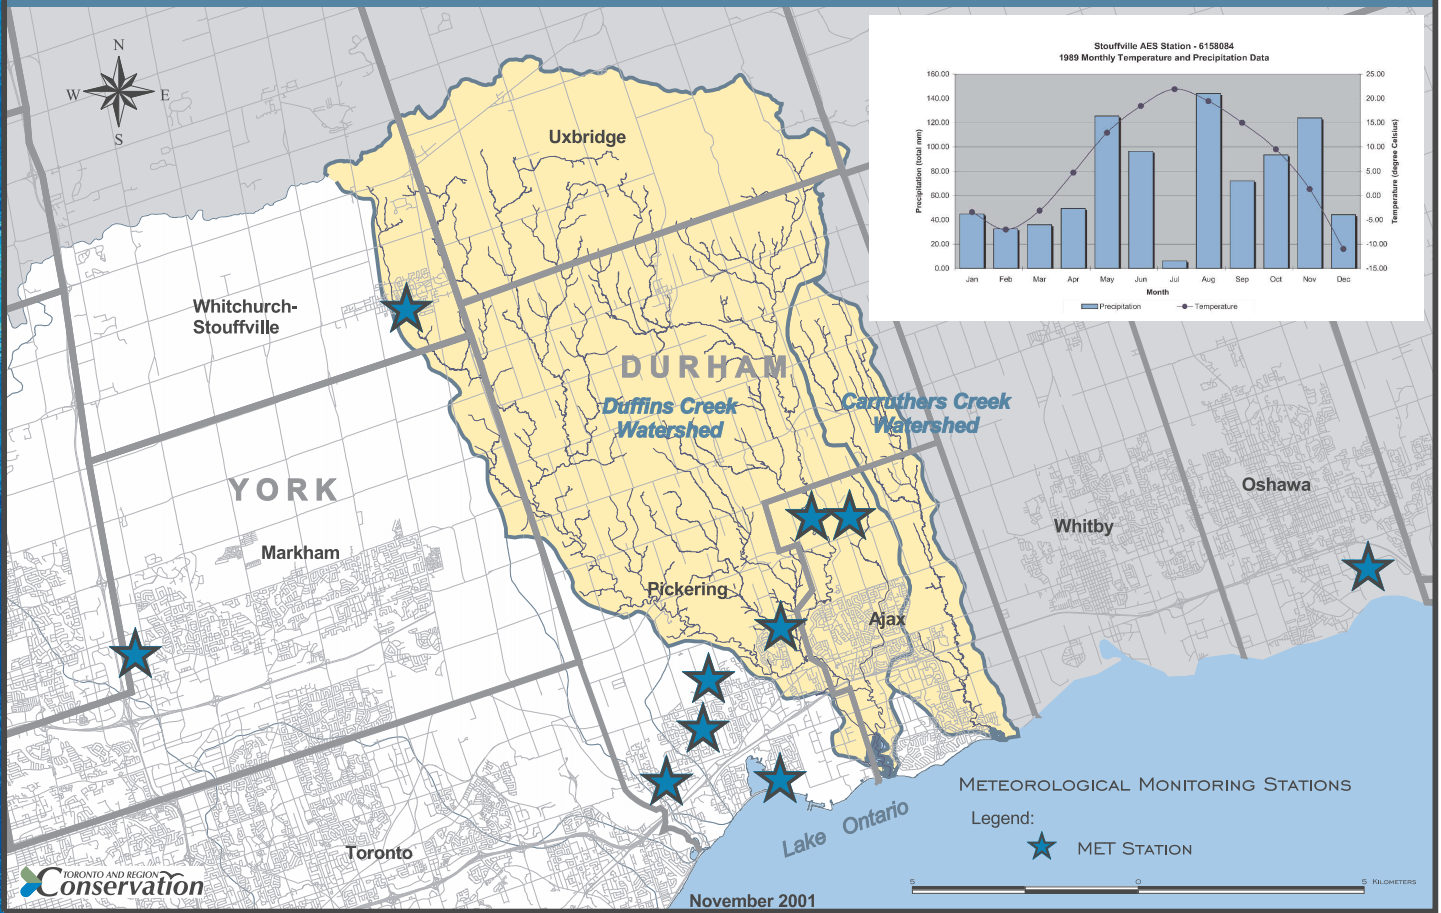 N
W
E
S
Uxbridge
Whitchurch-
Stouffville
DURHAM
Duffins Creek
Watershed
Carruthers Creek
Watershed
YORK
Markham
Pickering
Ajax
Whitby
Oshawa
Toronto
Lake Ontario
TORONTO AND REGION
Conservation
November 2001
METEOROLOGICAL MONITORING STATIONS
Legend:
MET STATION
5 0 5 KILOMETERS
Stouffville AES Station - 6158084
1989 Monthly Temperature and Precipitation Data
Precipitation (total mm)
160.00
140.00
120.00
100.00
80.00
60.00
40.00
20.00
0.00
25.00
20.00
15.00
10.00
5.00
0.00
-5.00
-10.00
-15.00
Temperature (degree Celsius)
Jan Feb Mar Apr May Jun Jul Aug Sep Oct Nov Dec
Month
Precipitation Temperature